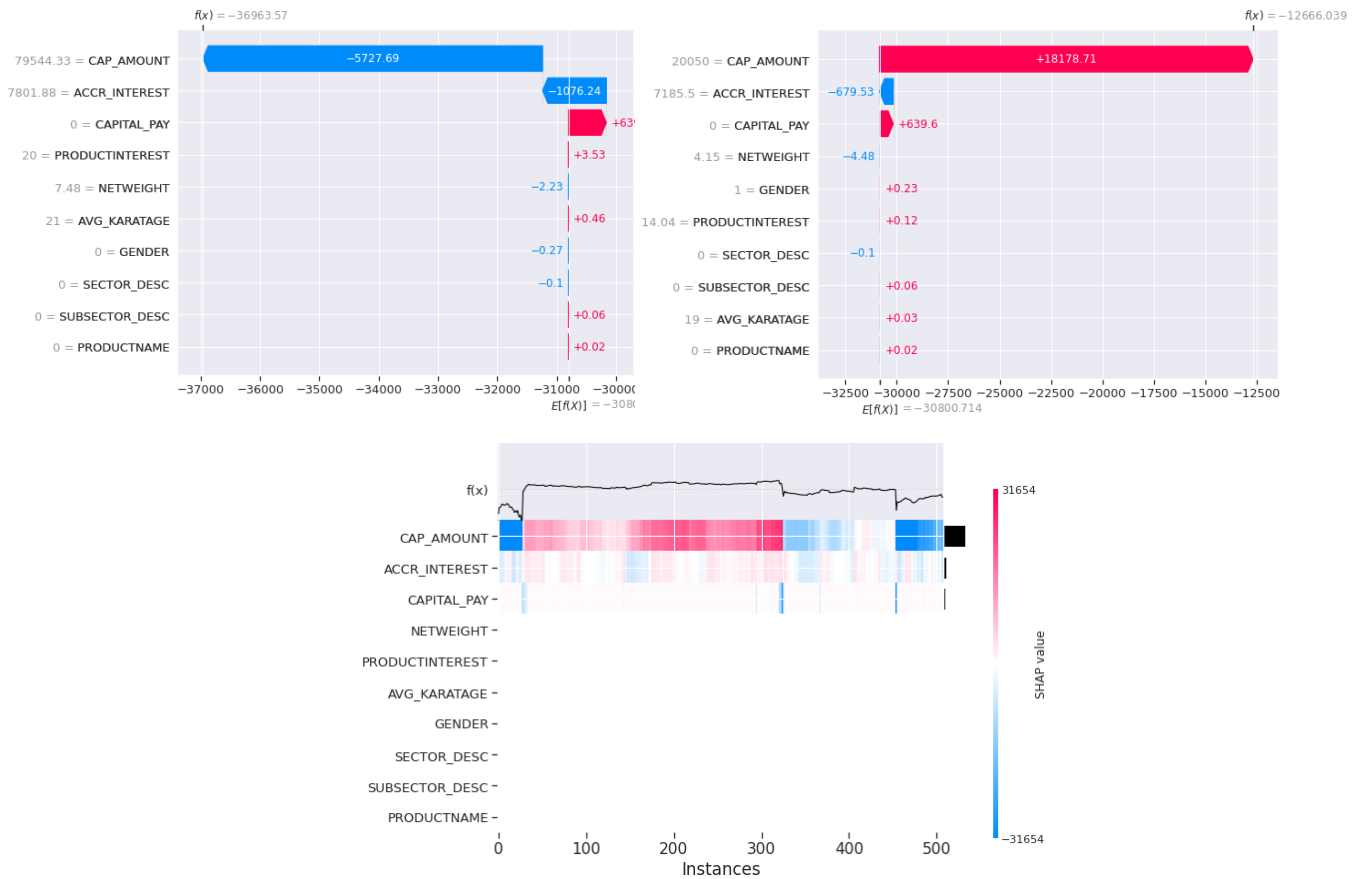 f(x) = −36963.57
79544.33 = CAP_AMOUNT
−5727.69
7801.88 = ACCR_INTEREST
−1076.24
0 = CAPITAL_PAY
20 = PRODUCTINTEREST
+3.53
7.48 = NETWEIGHT
−2.23
21 = AVG_KARATAGE
+0.46
0 = GENDER
−0.27
0 = SECTOR_DESC
−0.1
0 = SUBSECTOR_DESC
+0.06
0 = PRODUCTNAME
+0.02
−37000 −36000 −35000 −34000 −33000 −32000 −31000 −30000
E[f(X)] = −3080
f(x) = −12666.039
20050 = CAP_AMOUNT
+18178.71
7185.5 = ACCR_INTEREST
−679.53
0 = CAPITAL_PAY
+639.6
4.15 = NETWEIGHT
−4.48
1 = GENDER
+0.23
14.04 = PRODUCTINTEREST
+0.12
0 = SECTOR_DESC
−0.1
0 = SUBSECTOR_DESC
+0.06
19 = AVG_KARATAGE
+0.03
0 = PRODUCTNAME
+0.02
−32500 −30000 −27500 −25000 −22500 −20000 −17500 −15000 −12500
E[f(X)] = −30800.714
f(x)
CAP_AMOUNT
ACCR_INTEREST
CAPITAL_PAY
NETWEIGHT
PRODUCTINTEREST
AVG_KARATAGE
GENDER
SECTOR_DESC
SUBSECTOR_DESC
PRODUCTNAME
0 100 200 300 400 500
Instances
31654
SHAP value
−31654